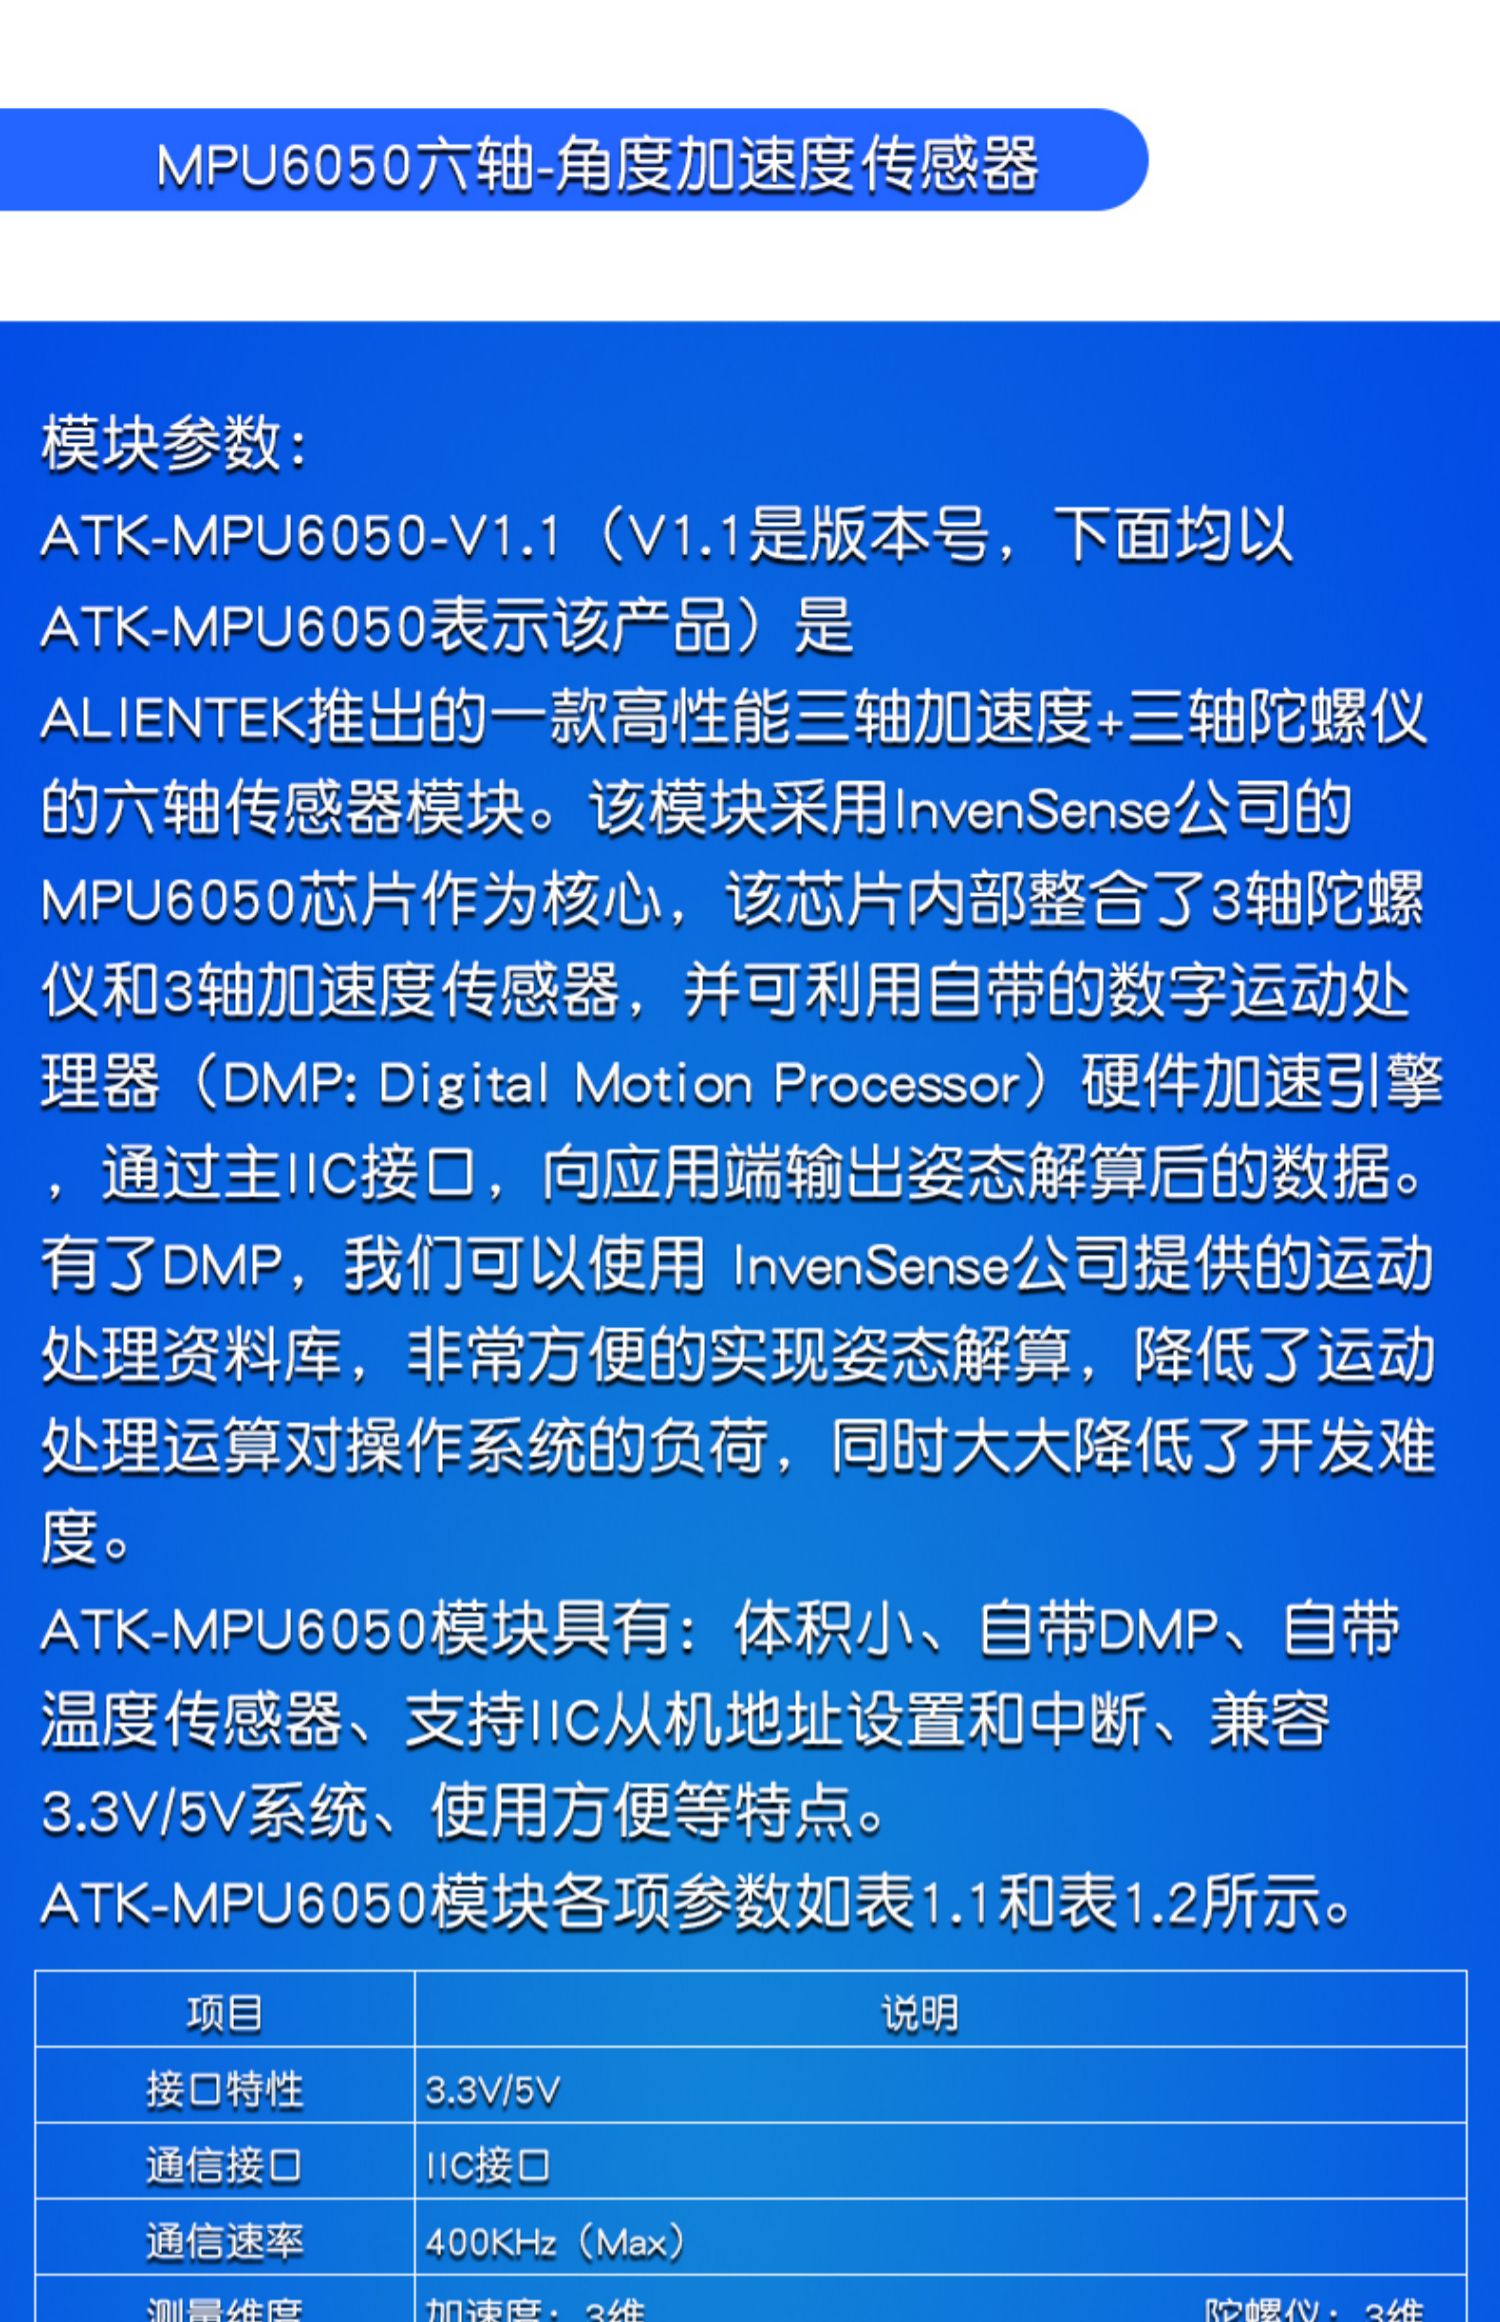 MPU6050六轴-角度加速度传感器
模块参数：
ATK-MPU6050-V1.1（V1.1是版本号，下面均以
ATK-MPU6050表示该产品）是
ALIENTEK推出的一款高性能三轴加速度+三轴陀螺仪
的六轴传感器模块。该模块采用InvenSense公司的
MPU6050芯片作为核心，该芯片内部整合了3轴陀螺
仪和3轴加速度传感器，并可利用自带的数字运动处
理器（DMP: Digital Motion Processor）硬件加速引擎
，通过主IIC接口，向应用端输出姿态解算后的数据。
有了DMP，我们可以使用 InvenSense公司提供的运动
处理资料库，非常方便的实现姿态解算，降低了运动
处理运算对操作系统的负荷，同时大大降低了开发难
度。
ATK-MPU6050模块具有：体积小、自带DMP、自带
温度传感器、支持IIC从机地址设置和中断、兼容
3.3V/5V系统、使用方便等特点。
ATK-MPU6050模块各项参数如表1.1和表1.2所示。
项目 说明
接口特性 3.3V/5V
通信接口 IIC接口
通信速率 400KHz（Max）
测量维度 加速度：3维 陀螺仪：3维